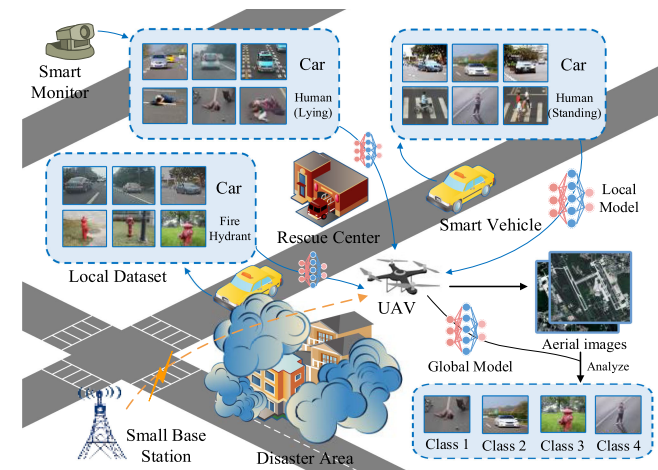 Smart
Monitor
Car
Human
(Lying)
Car
Human
(Standing)
Car
Fire
Hydrant
Local Dataset
Rescue Center
Smart Vehicle
Local
Model
UAV
Aerial images
Global Model
Analyze
Small Base
Station
Disaster Area
Class 1
Class 2
Class 3
Class 4